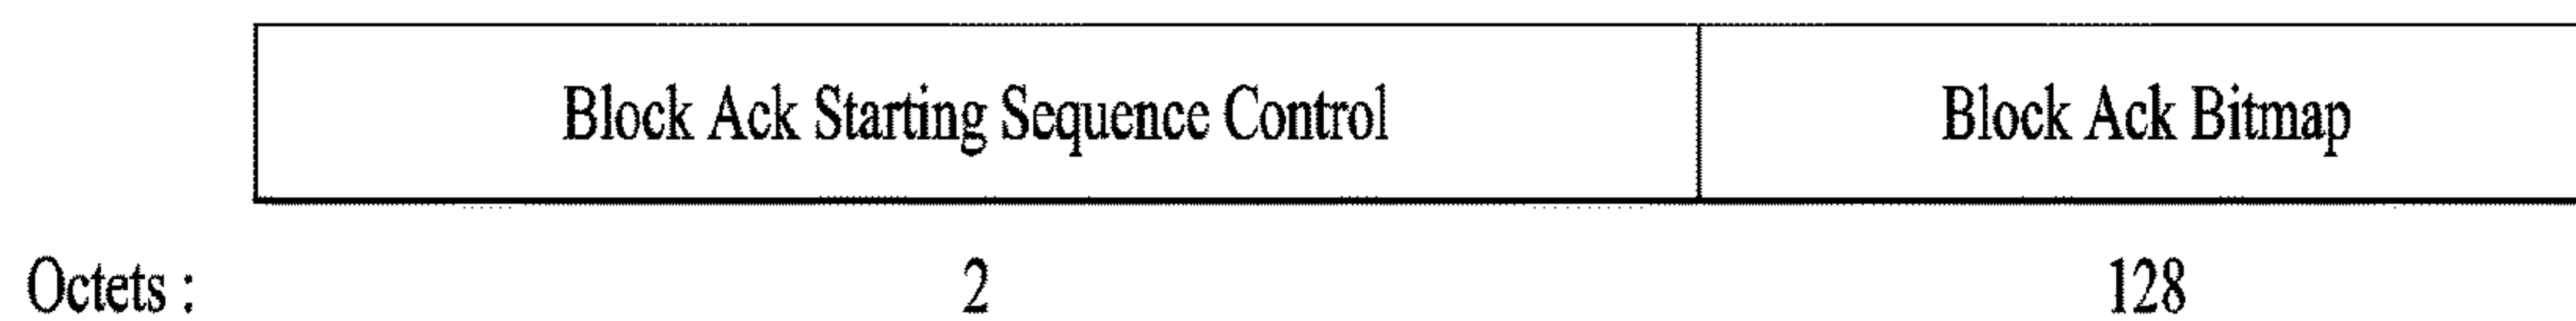 Block Ack Starting Sequence Control Block Ack Bitmap
Octets : 2 128